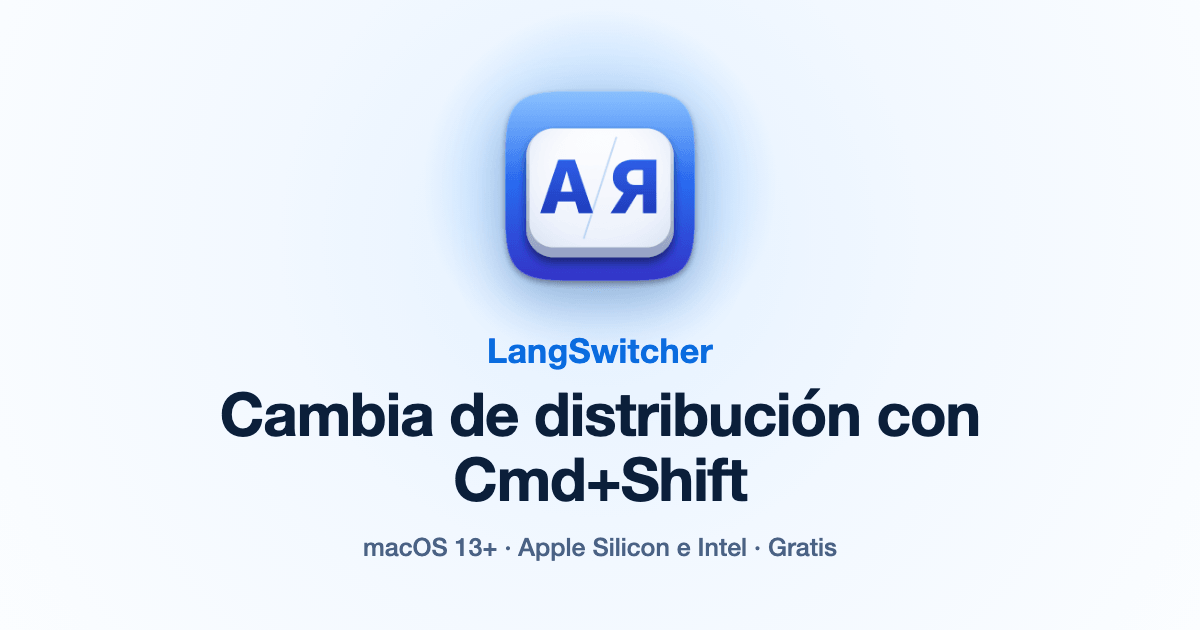 A/Я
LangSwitcher
Cambia de distribución con
Cmd+Shift
macOS 13+ · Apple Silicon e Intel · Gratis